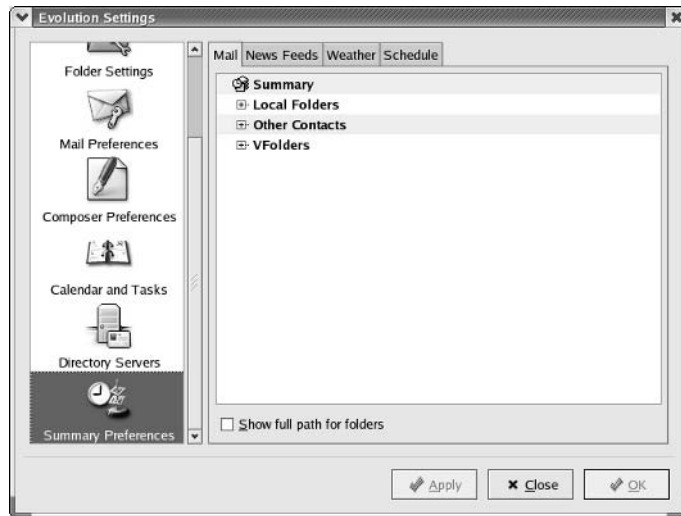 Evolution Settings
Folder Settings
Mail Preferences
Composer Preferences
Calendar and Tasks
Directory Servers
Summary Preferences
Mail News Feeds Weather Schedule
Summary
Local Folders
Other Contacts
VFolders
Show full path for folders
Apply Close OK